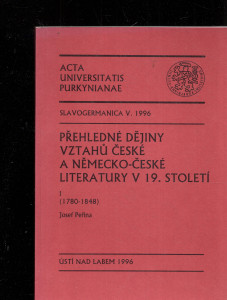 ACTA
UNIVERSITATIS
PURKYNIANAE
SLAVOGERMANICA V. 1996
PŘEHLEDNÉ DĚJINY
VZTAHŮ ČESKÉ
A NĚMECKO-ČESKÉ
LITERATURY V 19. STOLETÍ
I
(1780-1848)
Josef Peřina
ÚSTÍ NAD LABEM 1996